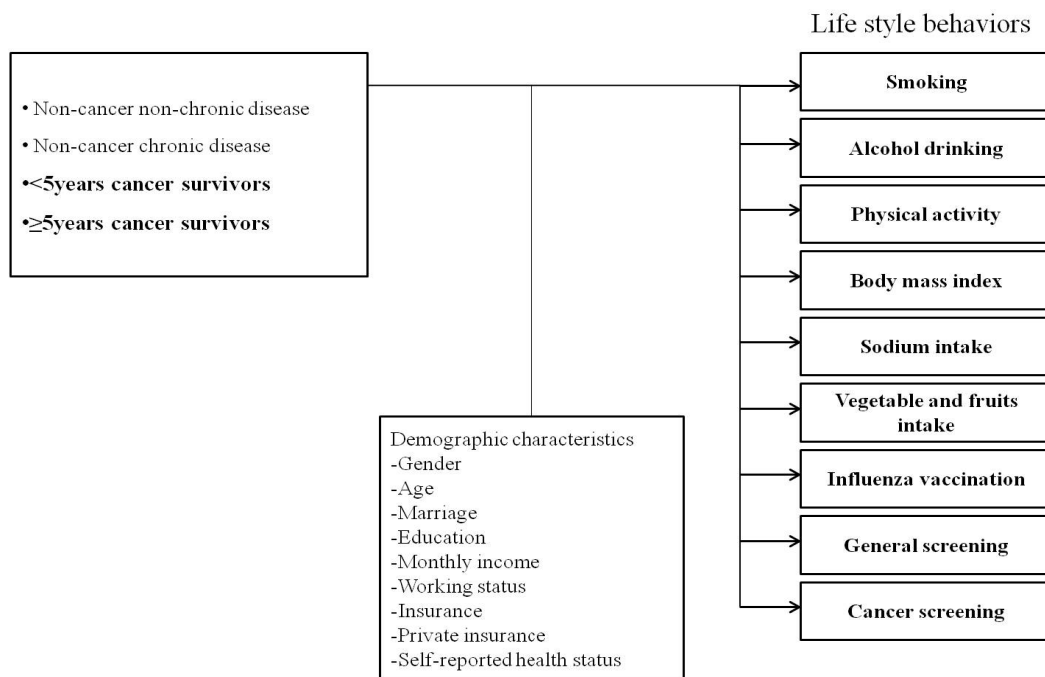 Life style behaviors
• Non-cancer non-chronic disease
• Non-cancer chronic disease
•<5years cancer survivors
•≥5years cancer survivors
Smoking
Alcohol drinking
Physical activity
Body mass index
Sodium intake
Vegetable and fruits
intake
Influenza vaccination
General screening
Cancer screening
Demographic characteristics
-Gender
-Age
-Marriage
-Education
-Monthly income
-Working status
-Insurance
-Private insurance
-Self-reported health status